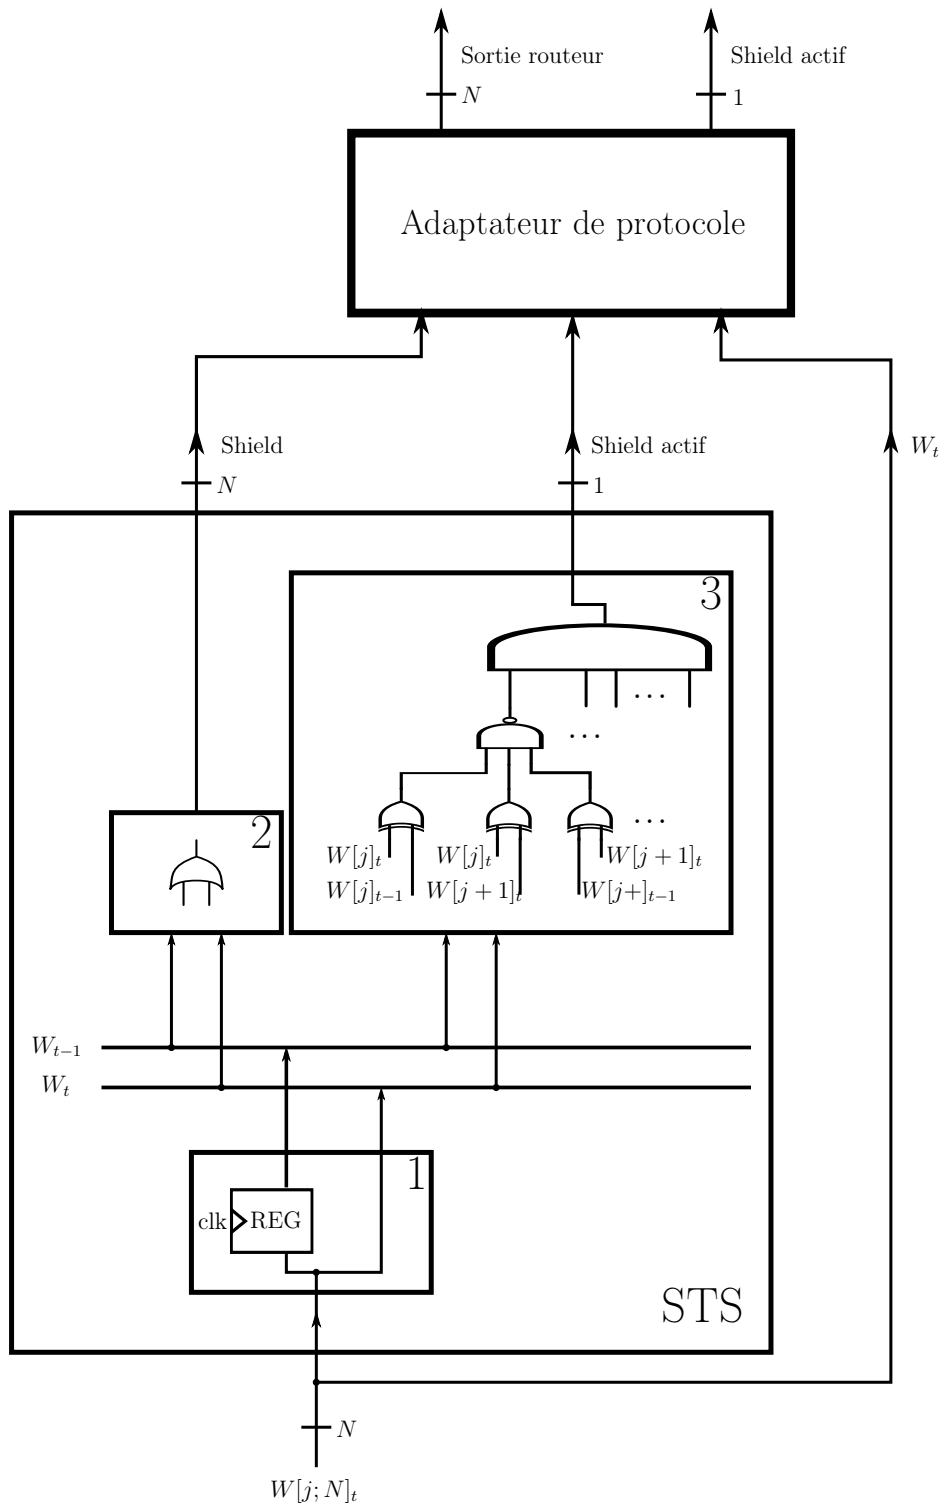 Sortie routeur
Shield actif
N
1
Adaptateur de protocole
Shield
Shield actif
W_t
N
1
3
...
...
2
...
W[j]_t
W[j]_t
W[j + 1]_t
W[j]_{t-1}
W[j + 1]_t
W[j+]_{t-1}
W_{t-1}
W_t
1
clk
REG
STS
N
W[j; N]_t